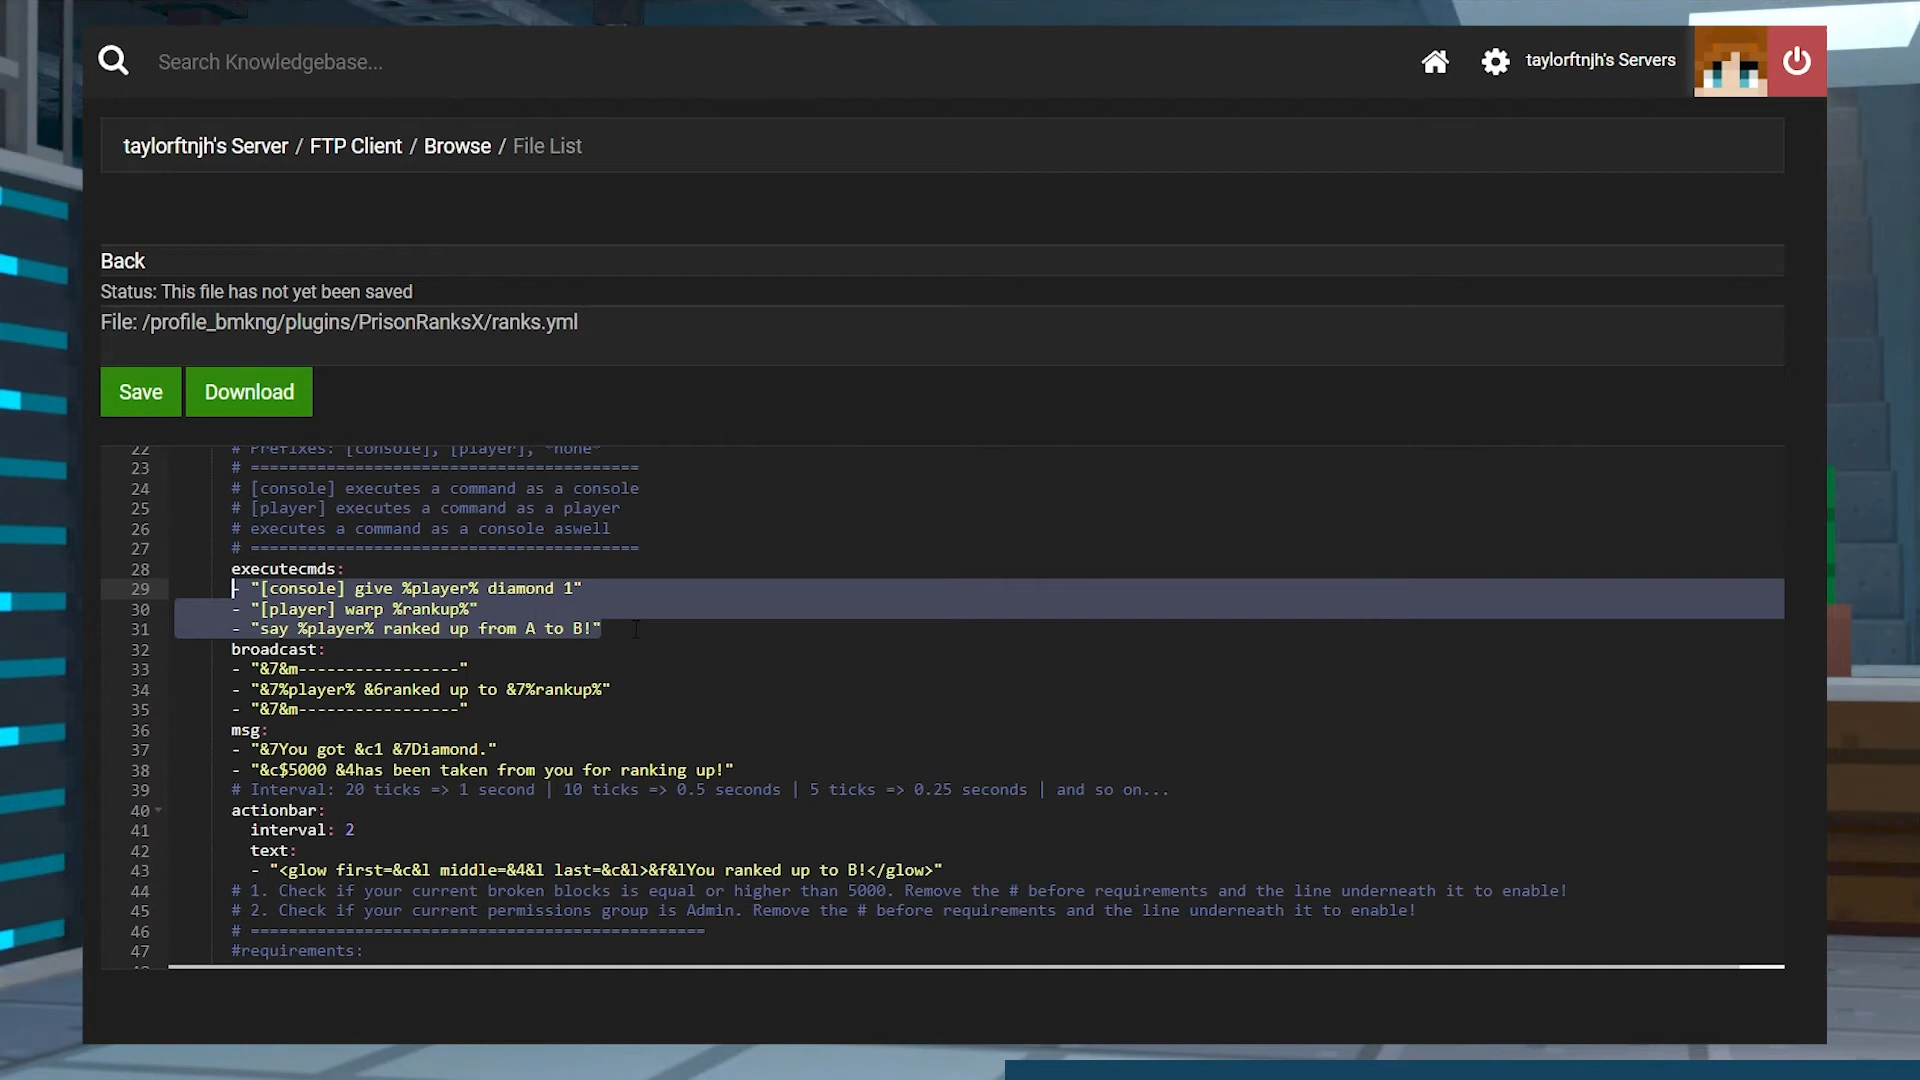 Search Knowledgebase...
taylorftnjh's Servers
taylorftnjh's Server / FTP Client / Browse / File List
Back
Status: This file has not yet been saved
File: /profile_bmkng/plugins/PrisonRanksX/ranks.yml
Save Download
22 # Prefixes: [console], [player], *none*
23 # =========================================
24 # [console] executes a command as a console
25 # [player] executes a command as a player
26 # executes a command as a console aswell
27 # =========================================
28 executecmds:
29 - "[console] give %player% diamond 1"
30 - "[player] warp %rankup%"
31 - "say %player% ranked up from A to B!"
32 broadcast:
33 - "&7&m-----------------"
34 - "&7%player% &6ranked up to &7%rankup%"
35 - "&7&m-----------------"
36 msg:
37 - "&7You got &c1 &7Diamond."
38 - "&c$5000 &4has been taken from you for ranking up!"
39 # Interval: 20 ticks => 1 second | 10 ticks => 0.5 seconds | 5 ticks => 0.25 seconds | and so on...
40 actionbar:
41 interval: 2
42 text:
43 - "<glow first=&c&l middle=&4&l last=&c&l>&f&lYou ranked up to B!</glow>"
44 # 1. Check if your current broken blocks is equal or higher than 5000. Remove the # before requirements and the line underneath it to enable!
45 # 2. Check if your current permissions group is Admin. Remove the # before requirements and the line underneath it to enable!
46 # ================================================
47 #requirements: